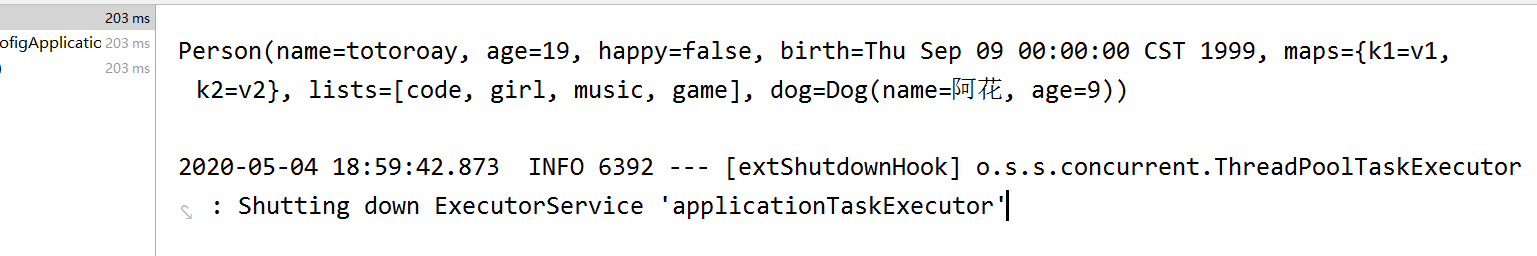 203 ms
ofigApplicatio 203 ms
) 203 ms
Person(name=totoroay, age=19, happy=false, birth=Thu Sep 09 00:00:00 CST 1999, maps={k1=v1,
k2=v2}, lists=[code, girl, music, game], dog=Dog(name=阿花, age=9))
2020-05-04 18:59:42.873  INFO 6392 --- [extShutdownHook] o.s.s.concurrent.ThreadPoolTaskExecutor
: Shutting down ExecutorService 'applicationTaskExecutor'